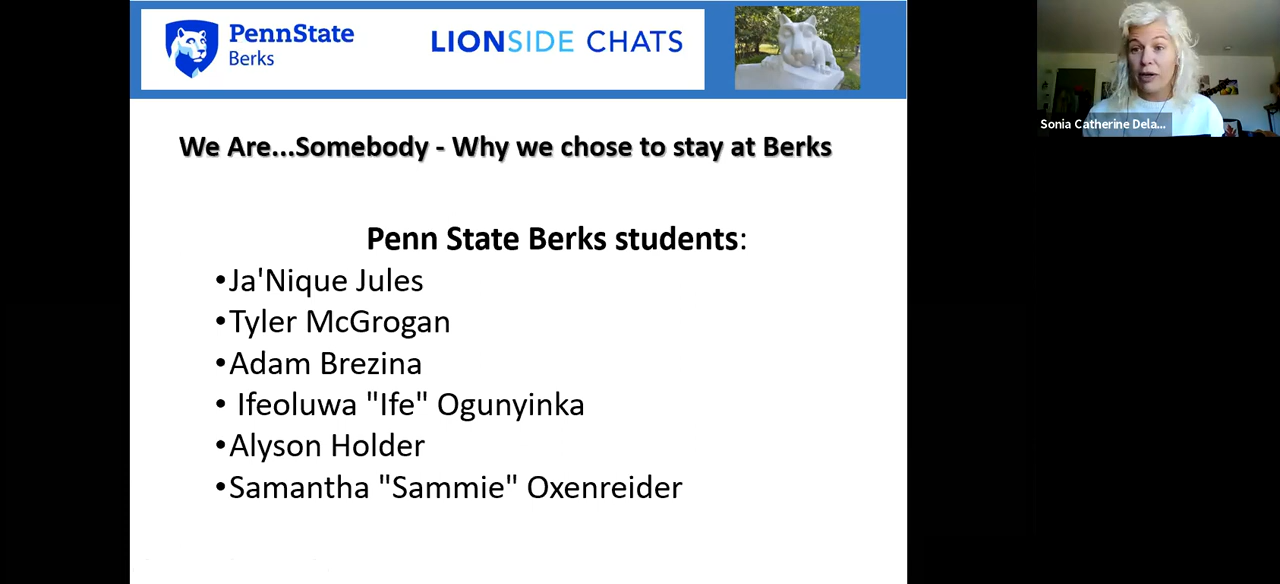 PennState
Berks
LIONSIDE CHATS
Sonia Catherine Dela...
We Are...Somebody - Why we chose to stay at Berks
Penn State Berks students:
•Ja'Nique Jules
•Tyler McGrogan
•Adam Brezina
• Ifeoluwa "Ife" Ogunyinka
•Alyson Holder
•Samantha "Sammie" Oxenreider